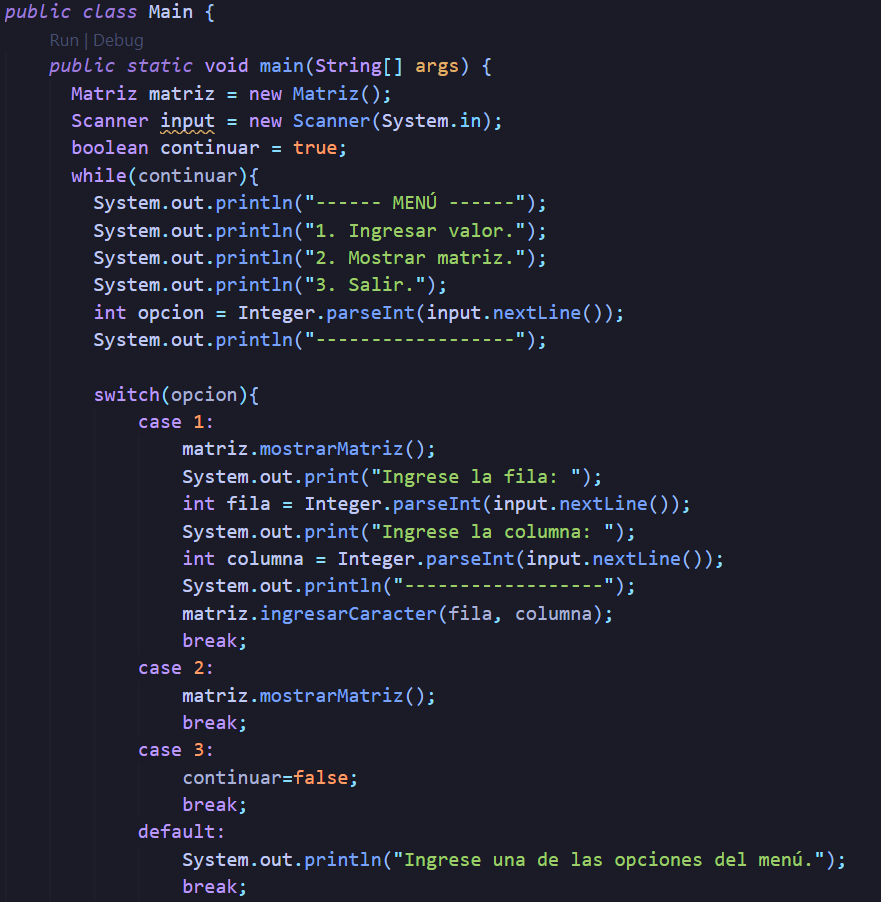 public class Main {
Run | Debug
public static void main(String[] args) {
Matriz matriz = new Matriz();
Scanner input = new Scanner(System.in);
boolean continuar = true;
while(continuar){
System.out.println("------ MENÚ ------");
System.out.println("1. Ingresar valor.");
System.out.println("2. Mostrar matriz.");
System.out.println("3. Salir.");
int opcion = Integer.parseInt(input.nextLine());
System.out.println("------------------");
switch(opcion){
case 1:
matriz.mostrarMatriz();
System.out.print("Ingrese la fila: ");
int fila = Integer.parseInt(input.nextLine());
System.out.print("Ingrese la columna: ");
int columna = Integer.parseInt(input.nextLine());
System.out.println("------------------");
matriz.ingresarCaracter(fila, columna);
break;
case 2:
matriz.mostrarMatriz();
break;
case 3:
continuar=false;
break;
default:
System.out.println("Ingrese una de las opciones del menú.");
break;